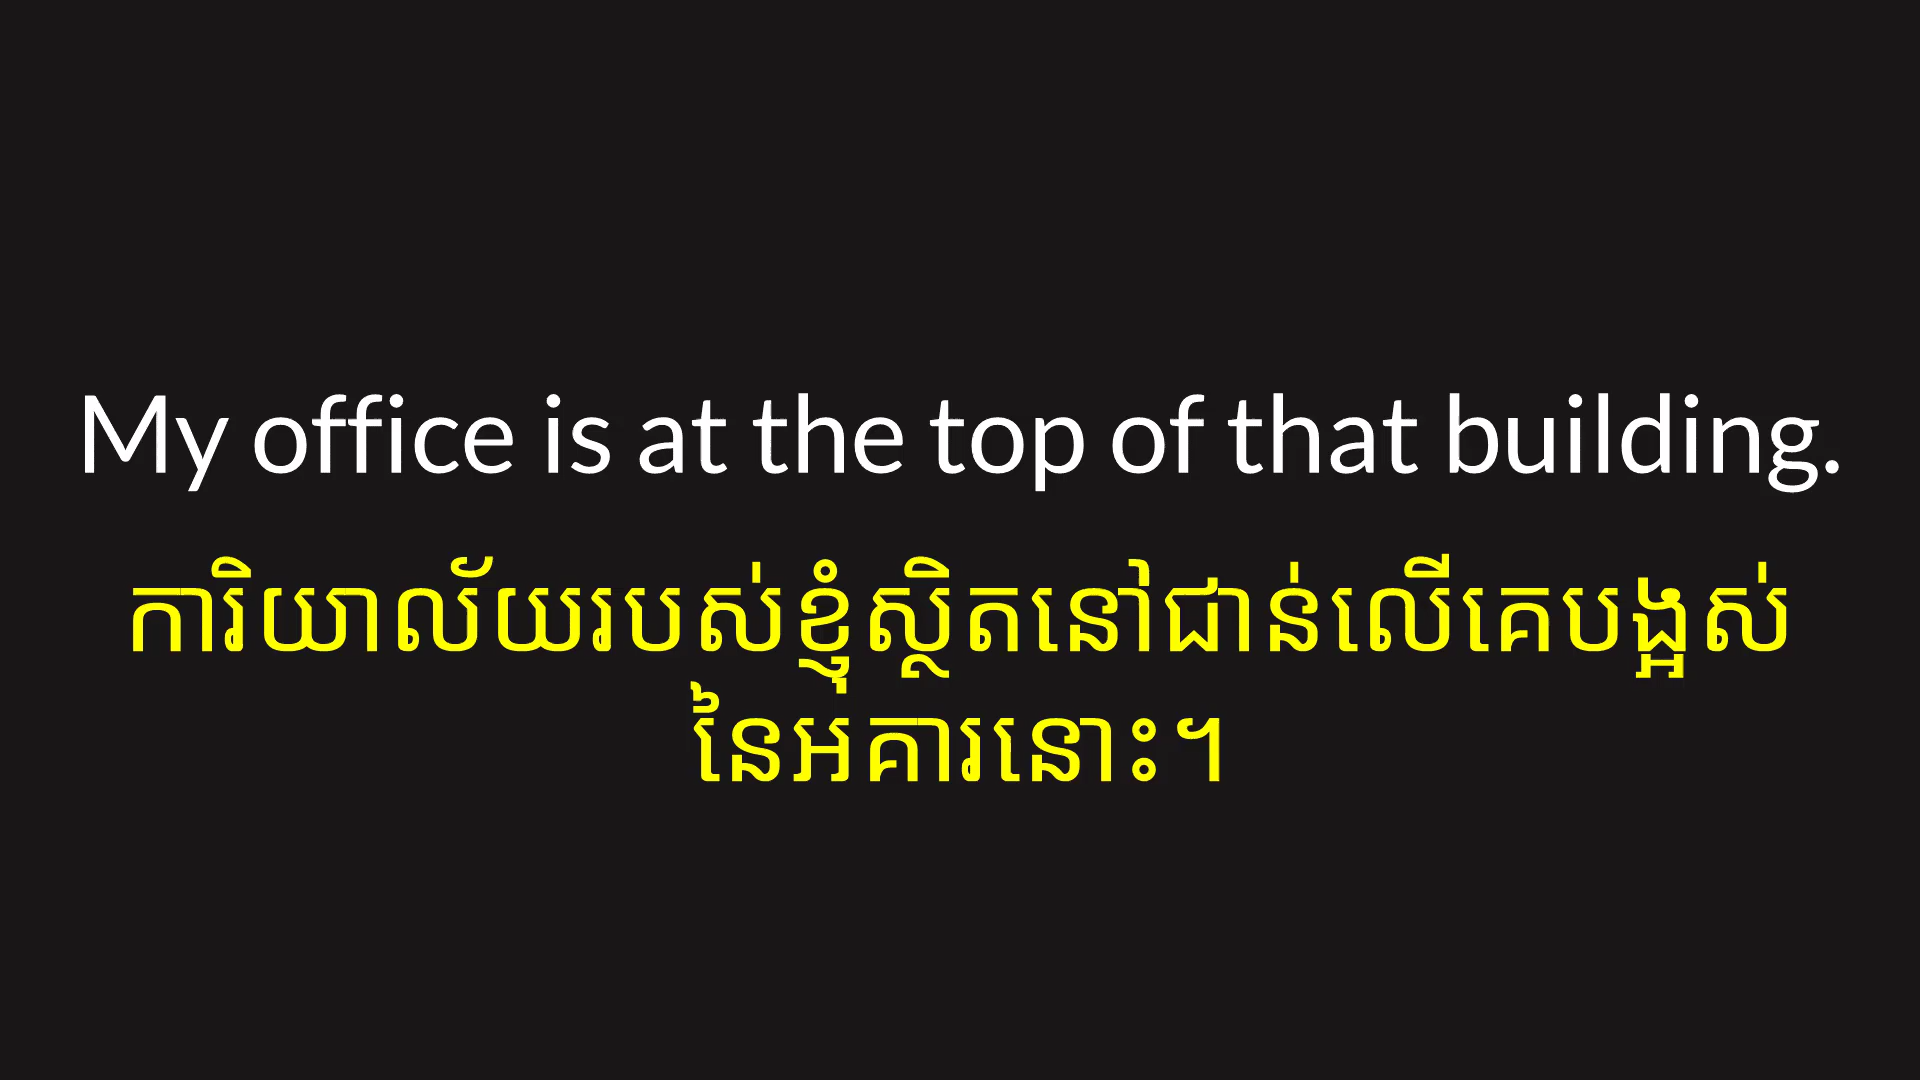 My office is at the top of that building.
ការិយាល័យរបស់ខ្ញុំស្ថិតនៅជាន់លើគេបង្អស់
នៃអគារនោះ។